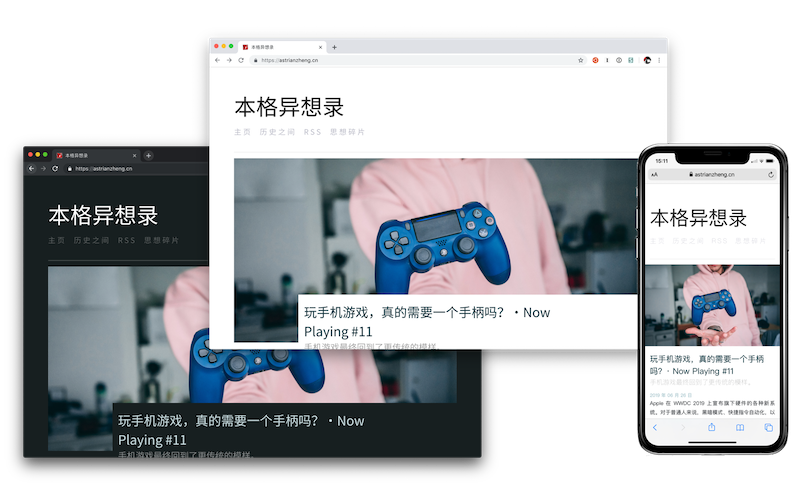 本格异想录
https://astrianzheng.cn
本格异想录
主页 历史之间 RSS 思想碎片
玩手机游戏，真的需要一个手柄吗？·Now
Playing #11
手机游戏最终回到了更传统的模样。
本格异想录
https://astrianzheng.cn
本格异想录
主页 历史之间 RSS 思想碎片
玩手机游戏，真的需要一个手柄吗？·Now
Playing #11
手机游戏最终回到了更传统的模样。
15:11
AA
astrianzheng.cn
本格异想录
主页 历史之间 RSS 思想碎片
玩手机游戏，真的需要一个手柄
吗？·Now Playing #11
手机游戏最终回到了更传统的模样。
Apple 在 WWDC 2019 上宣布旗下硬件的各种新系
统。对于普通人来说，黑暗模式、快捷指令自动化、以